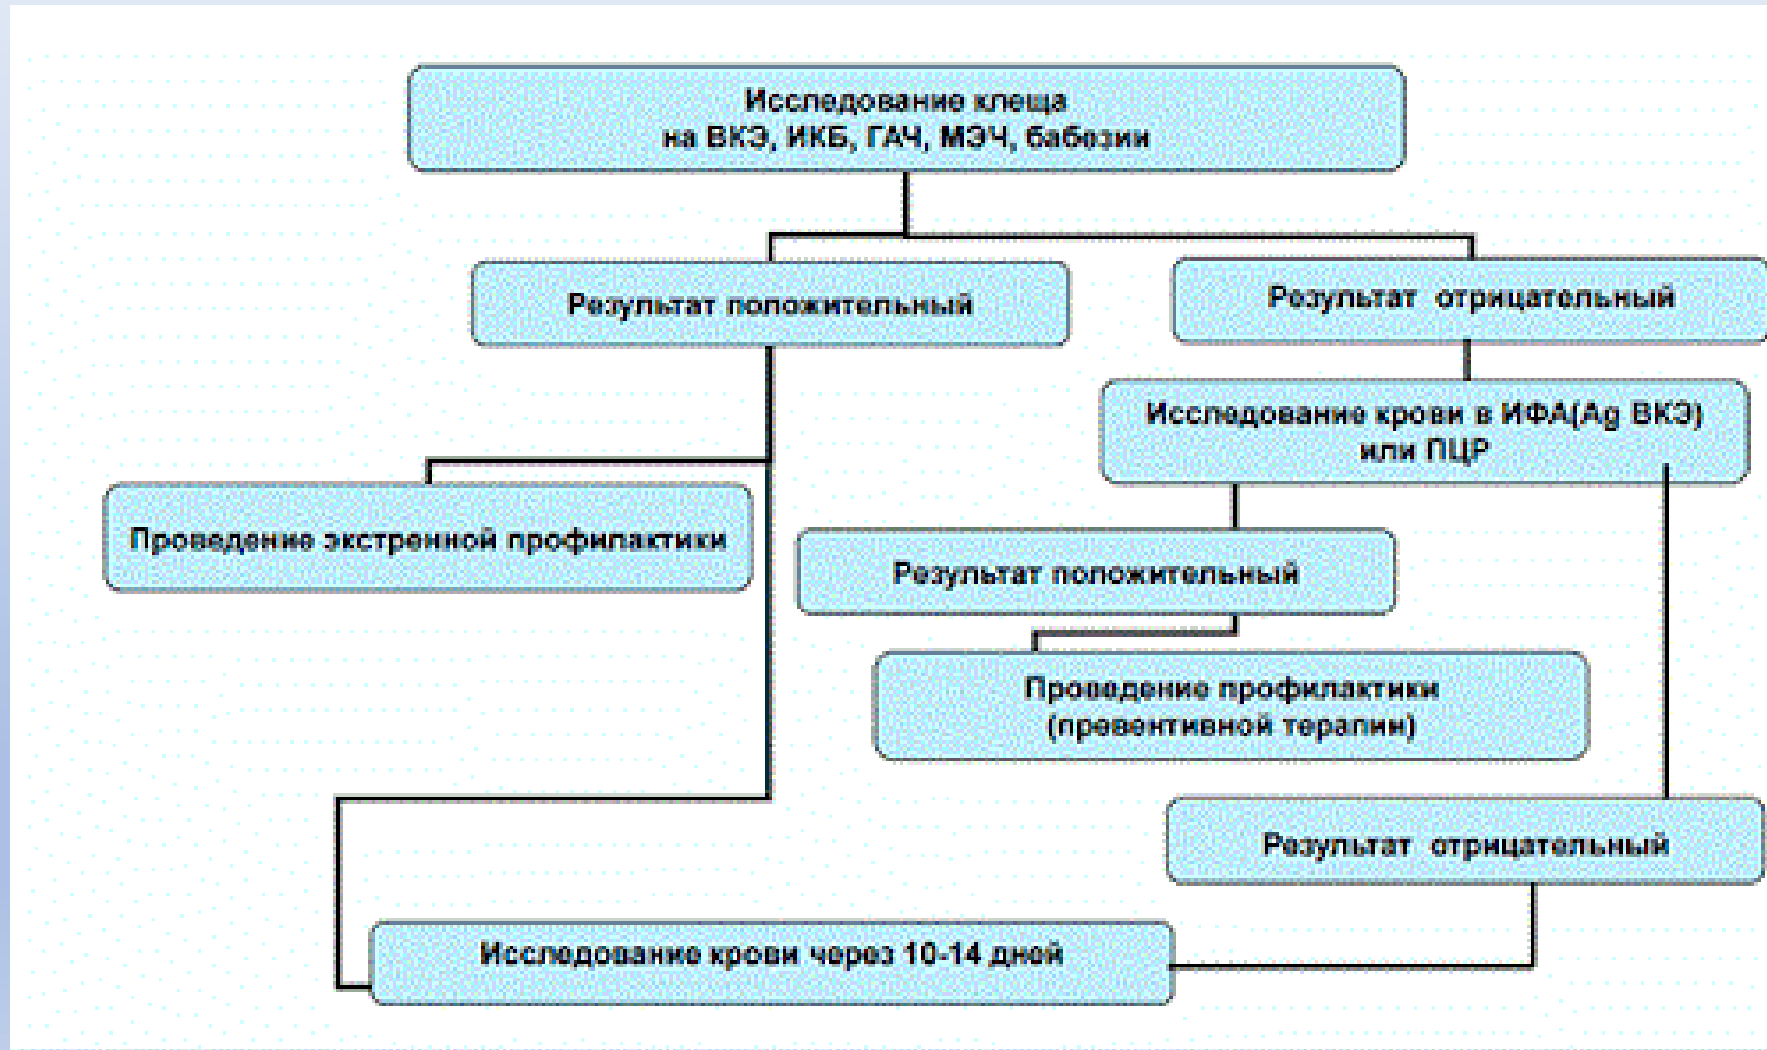 Исследование клеща
на ВКЭ, ИКБ, ГАЧ, МЭЧ, бабезии
Результат положительный
Результат отрицательный
Исследование крови в ИФА(Ag ВКЭ)
или ПЦР
Проведение экстренной профилактики
Результат положительный
Проведение профилактики
(превентивной терапии)
Результат отрицательный
Исследование крови через 10-14 дней